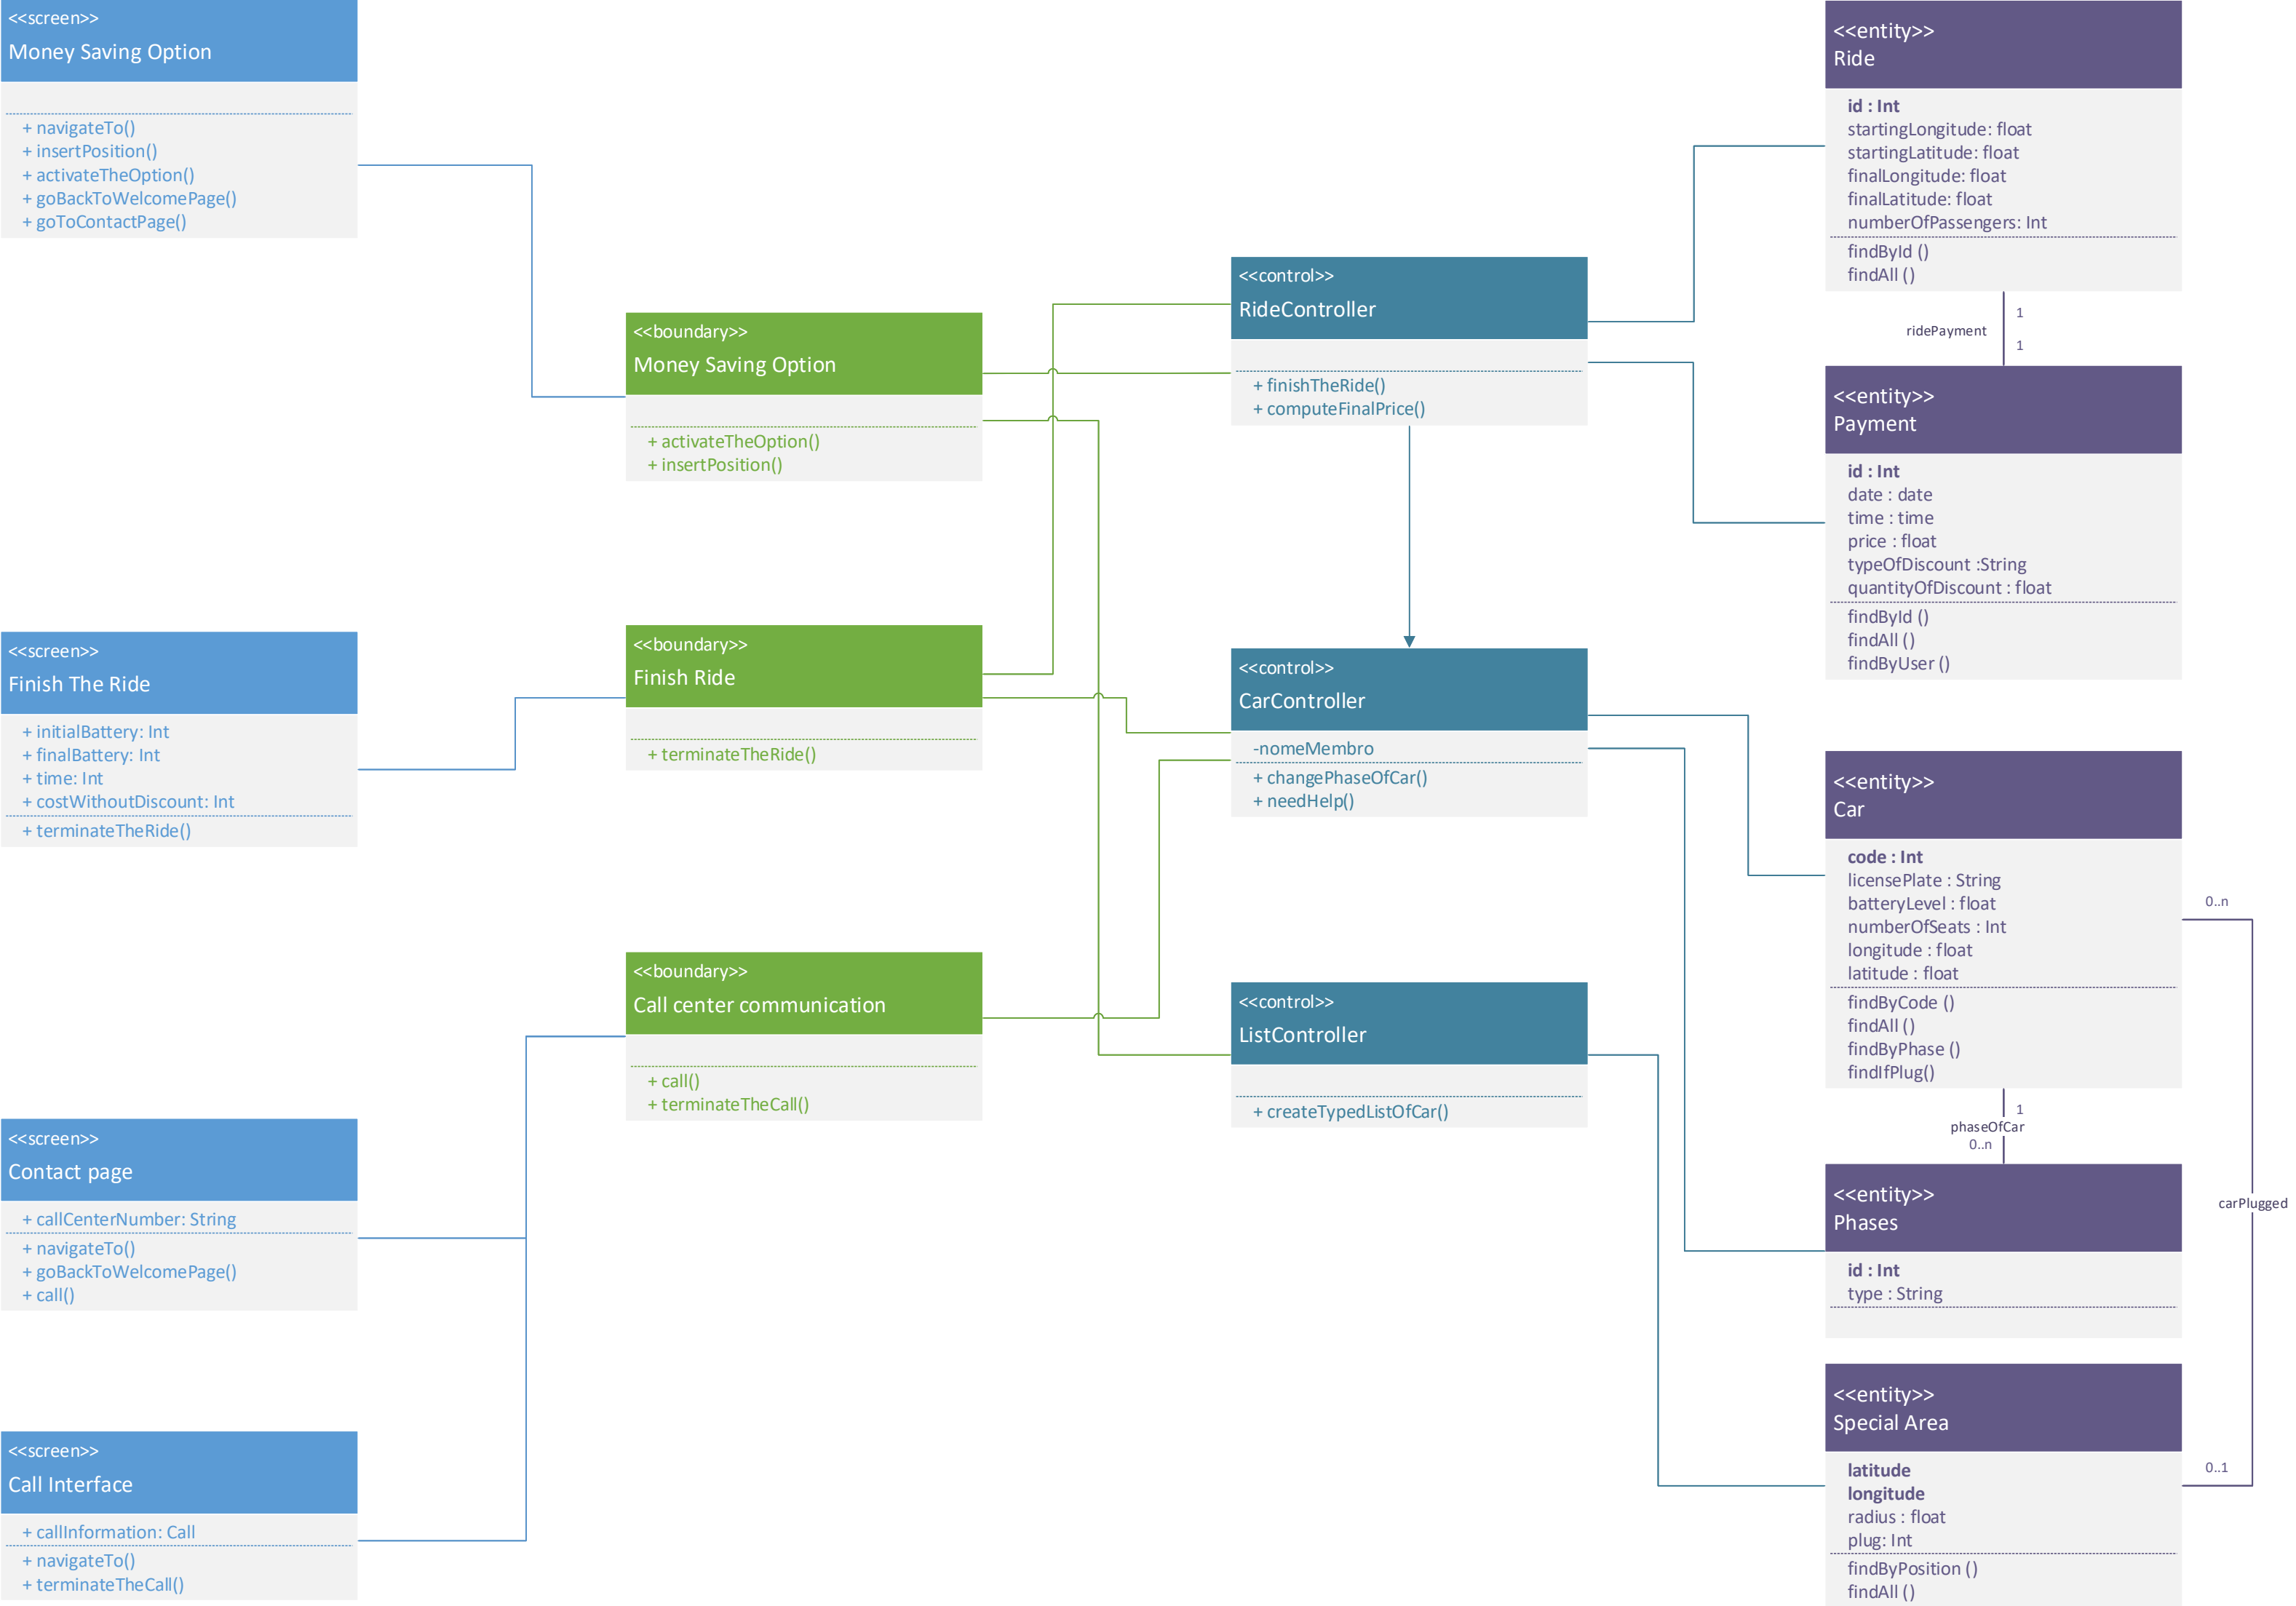 <<screen>>
Money Saving Option
+ navigateTo()
+ insertPosition()
+ activateTheOption()
+ goBackToWelcomePage()
+ goToContactPage()
<<screen>>
Finish The Ride
+ initialBattery: Int
+ finalBattery: Int
+ time: Int
+ costWithoutDiscount: Int
+ terminateTheRide()
<<screen>>
Contact page
+ callCenterNumber: String
+ navigateTo()
+ goBackToWelcomePage()
+ call()
<<screen>>
Call Interface
+ callInformation: Call
+ navigateTo()
+ terminateTheCall()
<<boundary>>
Money Saving Option
+ activateTheOption()
+ insertPosition()
<<boundary>>
Finish Ride
+ terminateTheRide()
<<boundary>>
Call center communication
+ call()
+ terminateTheCall()
<<control>>
RideController
+ finishTheRide()
+ computeFinalPrice()
<<control>>
CarController
-nomeMembro
+ changePhaseOfCar()
+ needHelp()
<<control>>
ListController
+ createTypedListOfCar()
<<entity>>
Ride
id : Int
startingLongitude: float
startingLatitude: float
finalLongitude: float
finalLatitude: float
numberOfPassengers: Int
findById ()
findAll ()
1
ridePayment
1
<<entity>>
Payment
id : Int
date : date
time : time
price : float
typeOfDiscount :String
quantityOfDiscount : float
findById ()
findAll ()
findByUser ()
<<entity>>
Car
code : Int
licensePlate : String
batteryLevel : float
numberOfSeats : Int
longitude : float
latitude : float
findByCode ()
findAll ()
findByPhase ()
findIfPlug()
0..n
1
phaseOfCar
0..n
carPlugged
<<entity>>
Phases
id : Int
type : String
<<entity>>
Special Area
latitude
longitude
radius : float
plug: Int
findByPosition ()
findAll ()
0..1